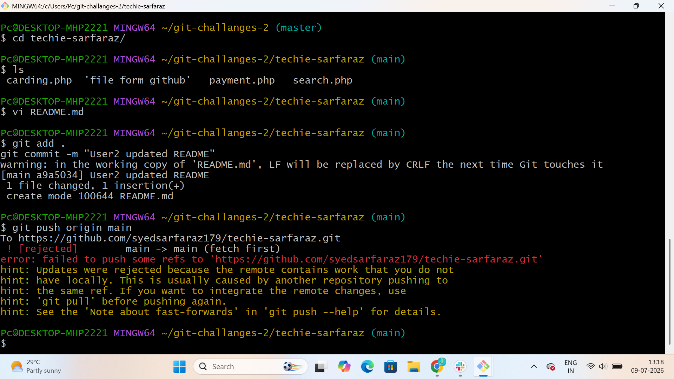 MINGW64:/c/Users/Pc/git-challanges-2/techie-sarfaraz
Pc@DESKTOP-MHP2221 MINGW64 ~/git-challanges-2 (master)
$ cd techie-sarfaraz/
Pc@DESKTOP-MHP2221 MINGW64 ~/git-challanges-2/techie-sarfaraz (main)
$ ls
carding.php  'file form github'   payment.php   search.php
Pc@DESKTOP-MHP2221 MINGW64 ~/git-challanges-2/techie-sarfaraz (main)
$ vi README.md
Pc@DESKTOP-MHP2221 MINGW64 ~/git-challanges-2/techie-sarfaraz (main)
$ git add .
git commit -m "User2 updated README"
warning: in the working copy of 'README.md', LF will be replaced by CRLF the next time Git touches it
[main a9a5034] User2 updated README
 1 file changed, 1 insertion(+)
 create mode 100644 README.md
Pc@DESKTOP-MHP2221 MINGW64 ~/git-challanges-2/techie-sarfaraz (main)
$ git push origin main
To https://github.com/syedsarfaraz179/techie-sarfaraz.git
 ! [rejected]        main -> main (fetch first)
error: failed to push some refs to 'https://github.com/syedsarfaraz179/techie-sarfaraz.git'
hint: Updates were rejected because the remote contains work that you do not
hint: have locally. This is usually caused by another repository pushing to
hint: the same ref. If you want to integrate the remote changes, use
hint: 'git pull' before pushing again.
hint: See the 'Note about fast-forwards' in 'git push --help' for details.
Pc@DESKTOP-MHP2221 MINGW64 ~/git-challanges-2/techie-sarfaraz (main)
$
29°C
Partly sunny
Search
ENG
IN
13:18
09-07-2026